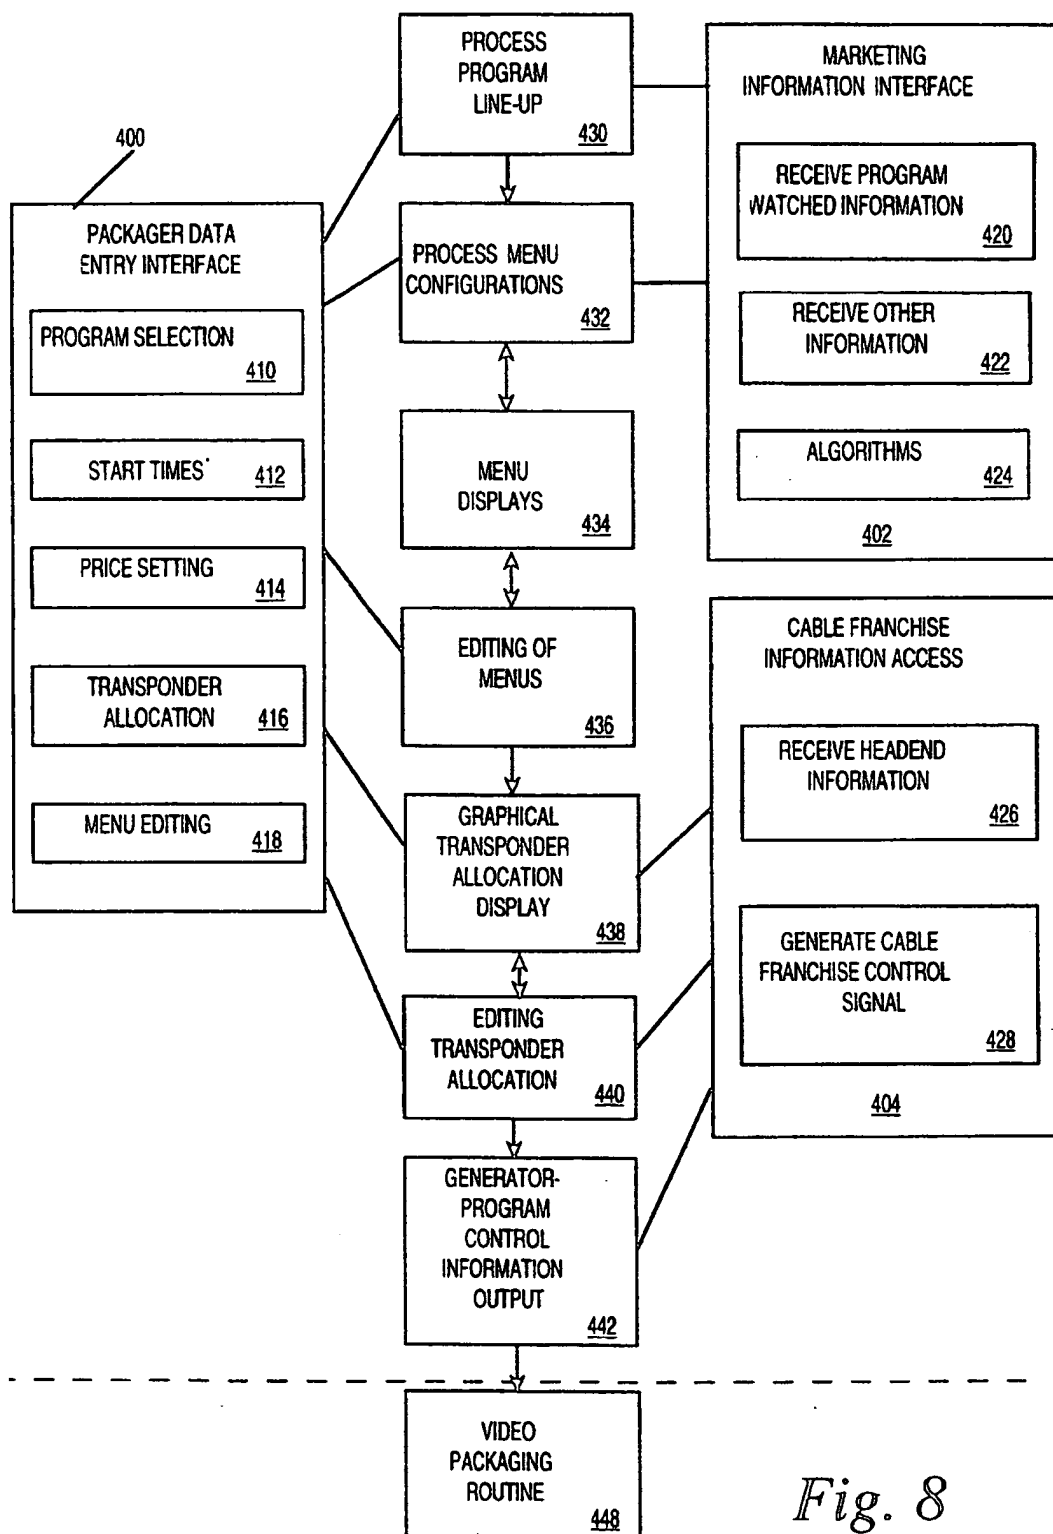 400
PACKAGER DATA
ENTRY INTERFACE
PROGRAM SELECTION
410
START TIMES
412
PRICE SETTING
414
TRANSPONDER
ALLOCATION
416
MENU EDITING
418
PROCESS
PROGRAM
LINE-UP
430
PROCESS MENU
CONFIGURATIONS
432
MENU
DISPLAYS
434
EDITING OF
MENUS
436
GRAPHICAL
TRANSPONDER
ALLOCATION
DISPLAY
438
EDITING
TRANSPONDER
ALLOCATION
440
GENERATOR-
PROGRAM
CONTROL
INFORMATION
OUTPUT
442
VIDEO
PACKAGING
ROUTINE
448
MARKETING
INFORMATION INTERFACE
RECEIVE PROGRAM
WATCHED INFORMATION
420
RECEIVE OTHER
INFORMATION
422
ALGORITHMS
424
402
CABLE FRANCHISE
INFORMATION ACCESS
RECEIVE HEADEND
INFORMATION
426
GENERATE CABLE
FRANCHISE CONTROL
SIGNAL
428
404
Fig. 8